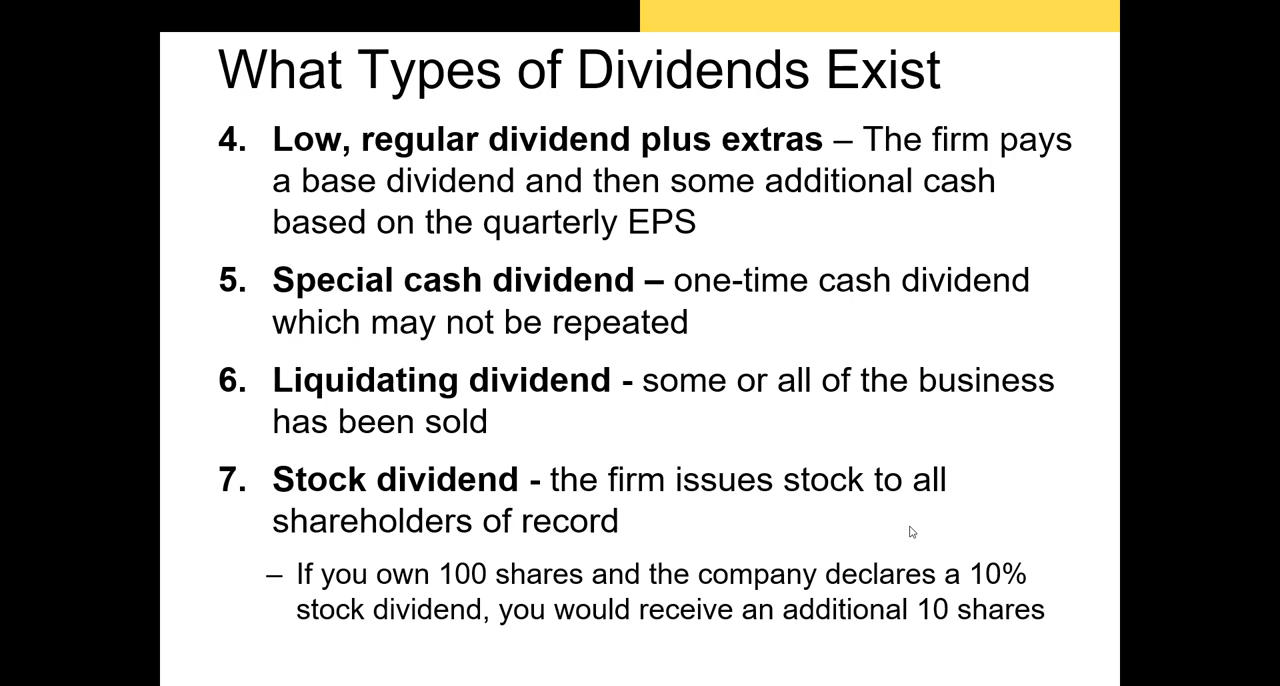 What Types of Dividends Exist
4. Low, regular dividend plus extras – The firm pays
a base dividend and then some additional cash
based on the quarterly EPS
5. Special cash dividend – one-time cash dividend
which may not be repeated
6. Liquidating dividend - some or all of the business
has been sold
7. Stock dividend - the firm issues stock to all
shareholders of record
– If you own 100 shares and the company declares a 10%
stock dividend, you would receive an additional 10 shares